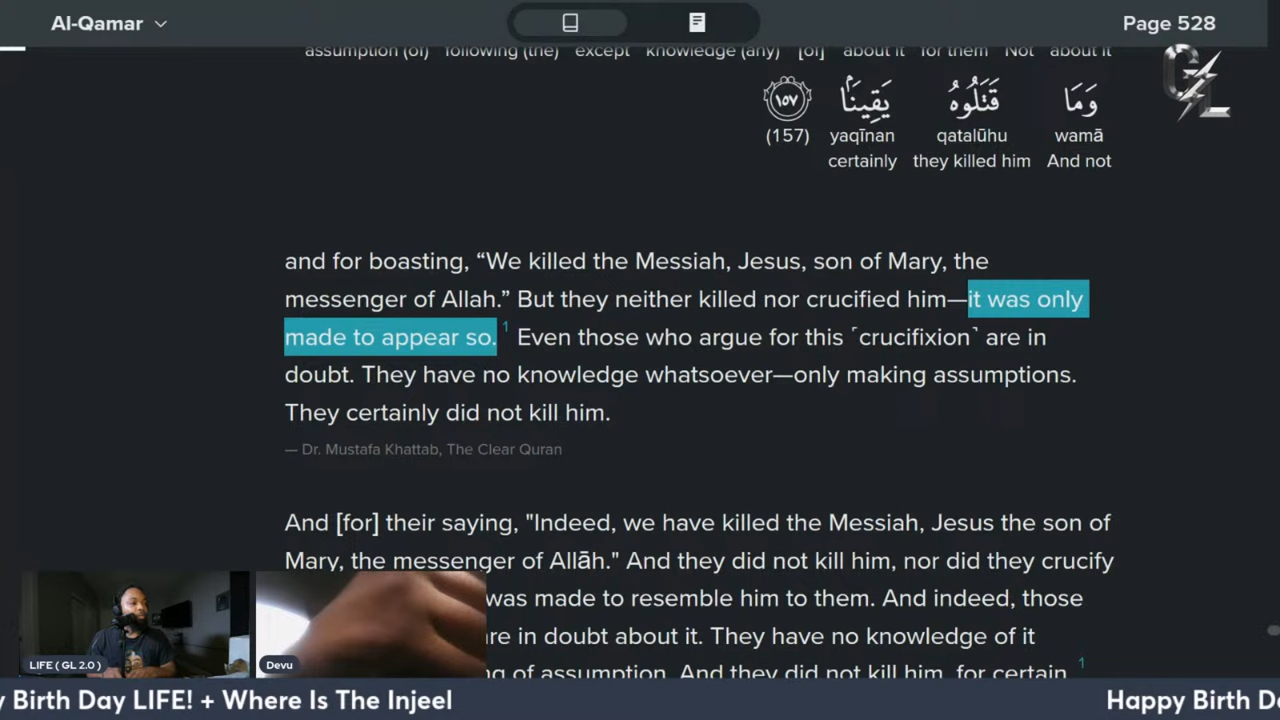 Al-Qamar
Page 528
assumption (of) following (the) except knowledge (any) [of] about it for them Not about it
وَمَا قَتَلُوهُ يَقِينًۢا ١٥٧
(157) yaqīnan qatalūhu wamā
certainly they killed him And not
GL
and for boasting, “We killed the Messiah, Jesus, son of Mary, the
messenger of Allah.” But they neither killed nor crucified him—it was only
made to appear so. 1 Even those who argue for this ˹crucifixion˺ are in
doubt. They have no knowledge whatsoever—only making assumptions.
They certainly did not kill him.
— Dr. Mustafa Khattab, The Clear Quran
And [for] their saying, "Indeed, we have killed the Messiah, Jesus the son of
Mary, the messenger of Allāh." And they did not kill him, nor did they crucify
was made to resemble him to them. And indeed, those
re in doubt about it. They have no knowledge of it
ng of assumption. And they did not kill him, for certain. 1
LIFE ( GL 2.0 )
Devu
y Birth Day LIFE! + Where Is The Injeel
Happy Birth Da